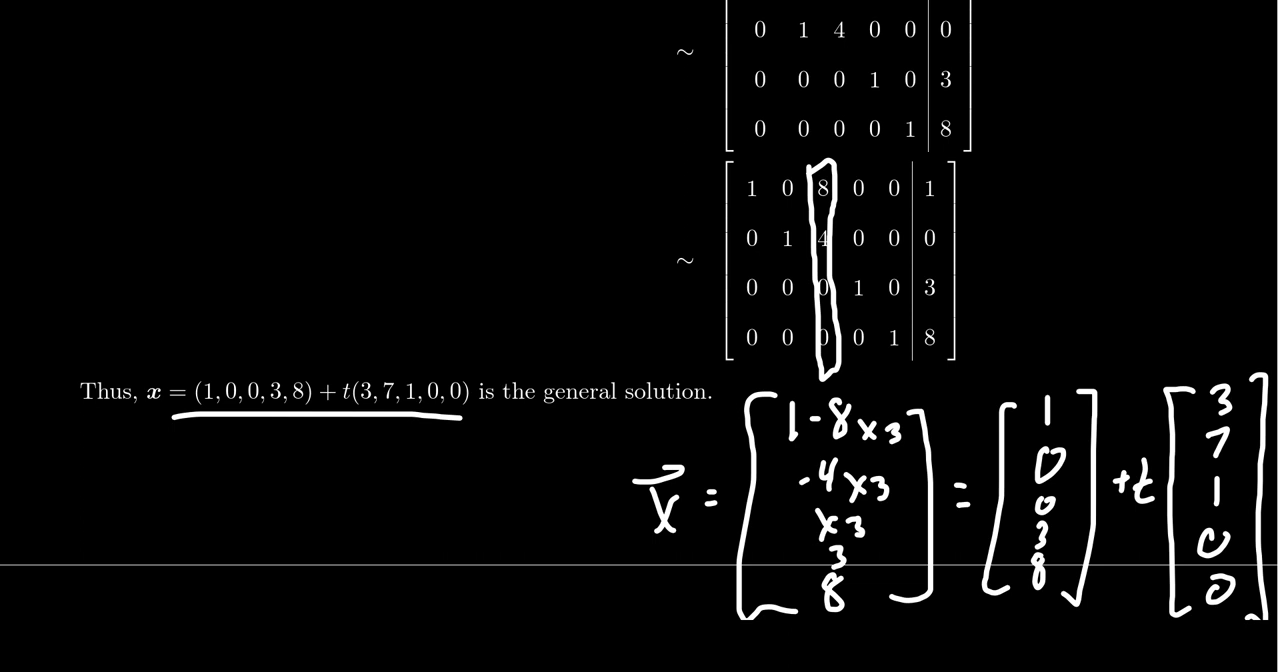 0 1 4 0 0 0
∼
0 0 0 1 0 3
0 0 0 0 1 8
1 0 8 0 0 1
0 1 4 0 0 0
∼
0 0 0 1 0 3
0 0 0 0 1 8
Thus, x = (1, 0, 0, 3, 8) + t(3, 7, 1, 0, 0) is the general solution.
x⃗ = [1-8x3 -4x3 x3 3 8] = [1 0 0 3 8] +t [3 7 1 0 0]